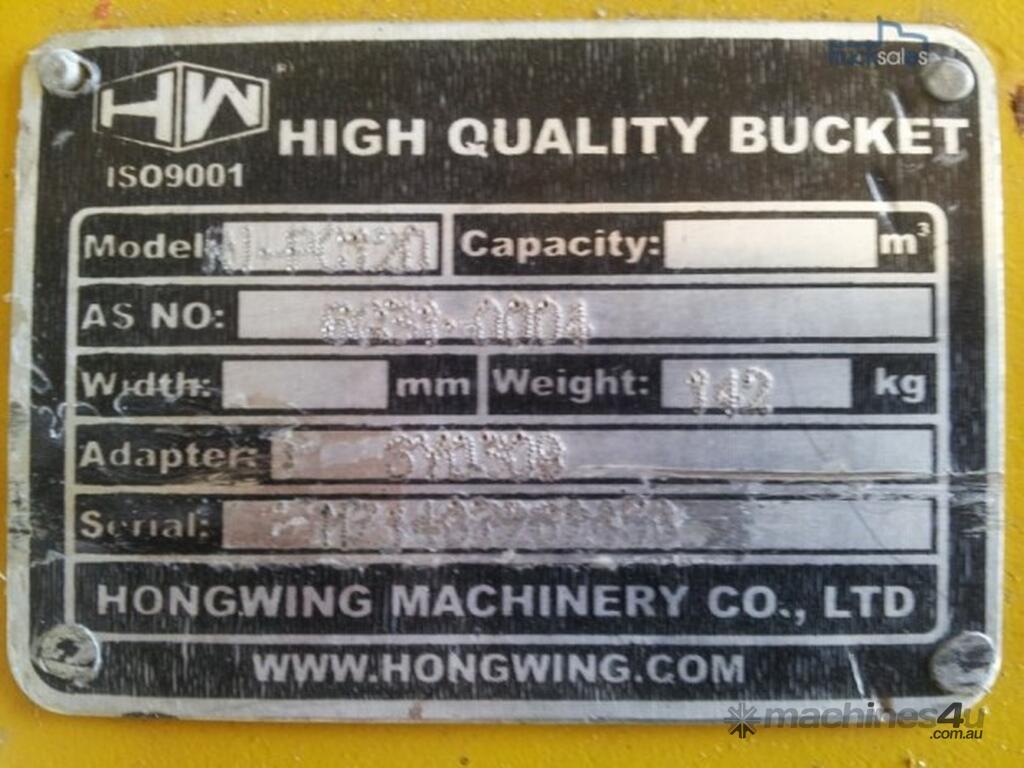 HW ®
ISO9001
HIGH QUALITY BUCKET
Model: Capacity: m³
AS NO:
Width: mm Weight: 142 kg
Adapter:
Serial:
HONGWING MACHINERY CO., LTD
WWW.HONGWING.COM
machines4u
.com.au